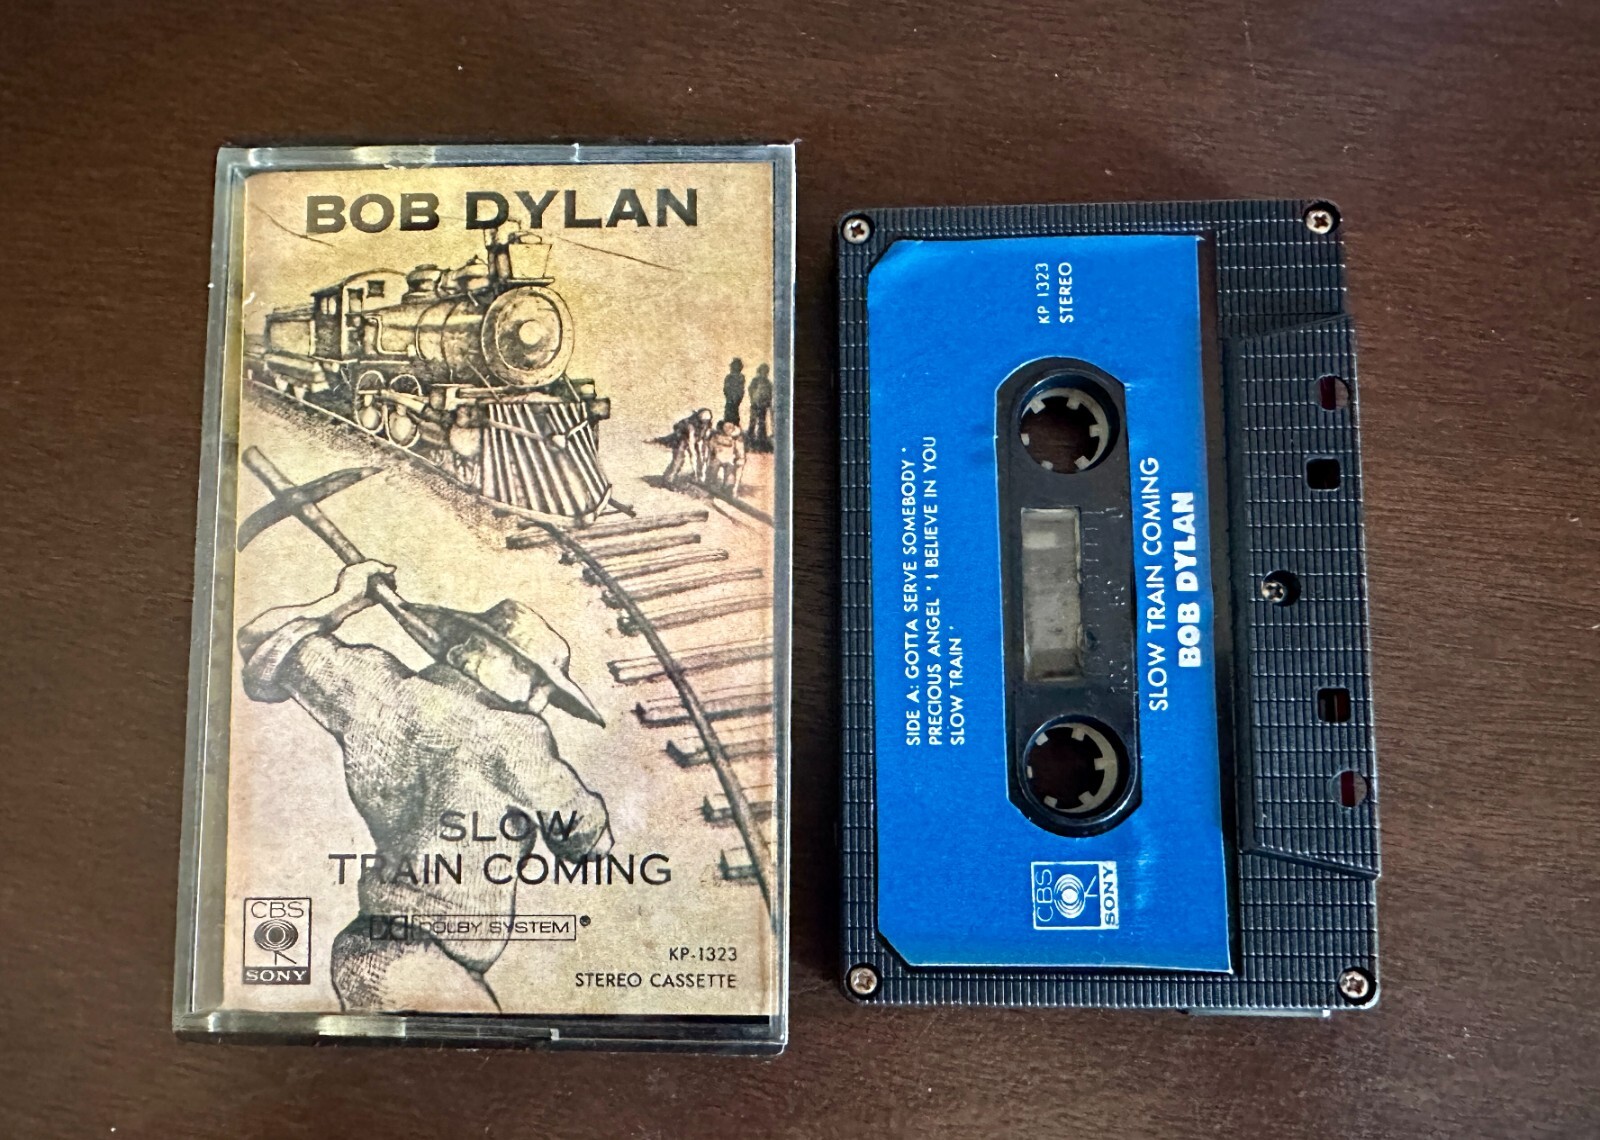 BOB DYLAN
SLOW
TRAIN COMING
CBS
SONY
DOLBY SYSTEM®
KP-1323
STEREO CASSETTE
KP 1323
STEREO
SIDE A: GOTTA SERVE SOMEBODY *
PRECIOUS ANGEL * I BELIEVE IN YOU
SLOW TRAIN *
SLOW TRAIN COMING
BOB DYLAN
CBS
SONY